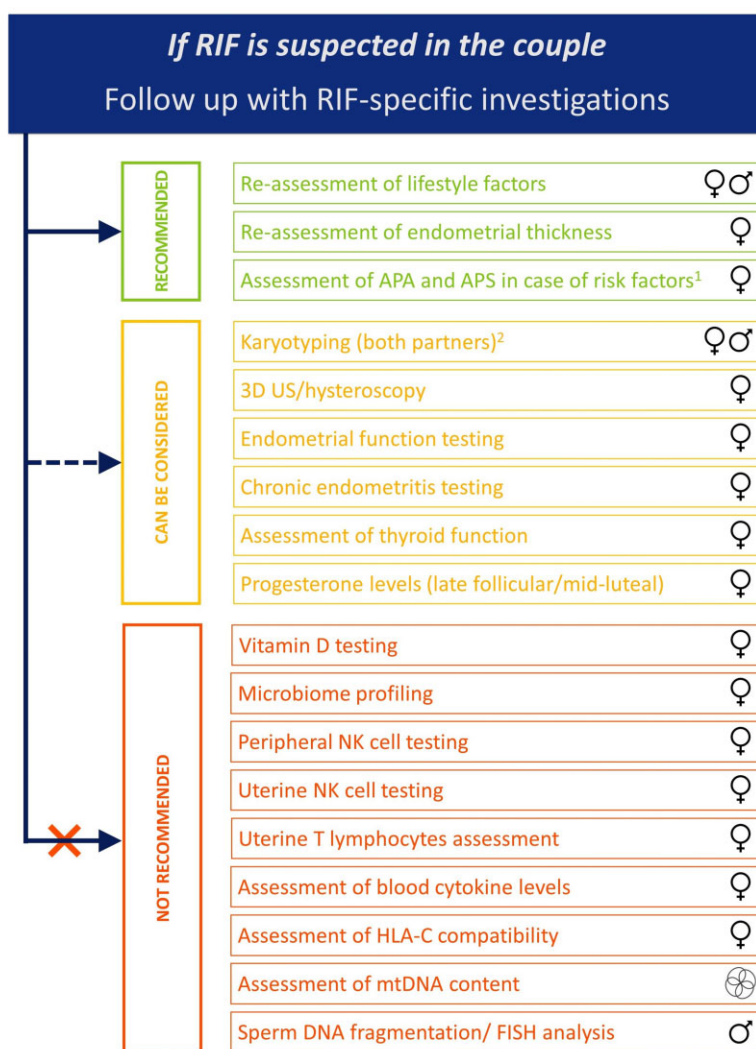 If RIF is suspected in the couple
Follow up with RIF-specific investigations
RECOMMENDED
Re-assessment of lifestyle factors
Re-assessment of endometrial thickness
Assessment of APA and APS in case of risk factors¹
CAN BE CONSIDERED
Karyotyping (both partners)²
3D US/hysteroscopy
Endometrial function testing
Chronic endometritis testing
Assessment of thyroid function
Progesterone levels (late follicular/mid-luteal)
NOT RECOMMENDED
Vitamin D testing
Microbiome profiling
Peripheral NK cell testing
Uterine NK cell testing
Uterine T lymphocytes assessment
Assessment of blood cytokine levels
Assessment of HLA-C compatibility
Assessment of mtDNA content
Sperm DNA fragmentation/ FISH analysis